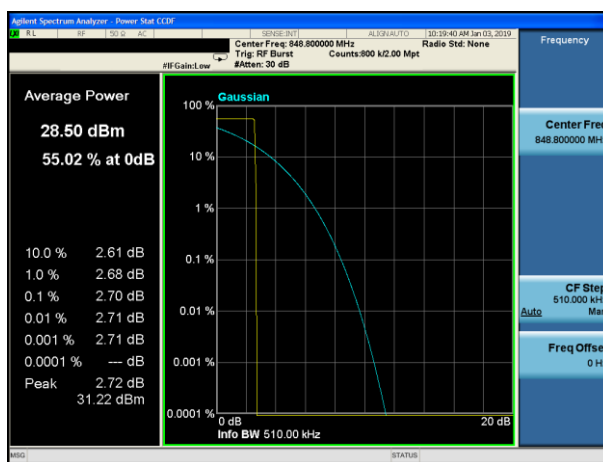 Agilent Spectrum Analyzer - Power Stat CCDF
RL RF 50 Ω AC SENSE:INT ALIGNAUTO 10:19:40 AM Jan 03, 2019
Center Freq: 848.800000 MHz Radio Std: None
Trig: RF Burst Counts:800 k/2.00 Mpt
#IFGain:Low #Atten: 30 dB
Frequency
Average Power
28.50 dBm
55.02 % at 0dB
10.0 % 2.61 dB
1.0 % 2.68 dB
0.1 % 2.70 dB
0.01 % 2.71 dB
0.001 % 2.71 dB
0.0001 % --- dB
Peak 2.72 dB
31.22 dBm
Gaussian
100 %
10 %
1 %
0.1 %
0.01 %
0.001 %
0.0001 %
0 dB 20 dB
Info BW 510.00 kHz
Center Fre
848.800000 MH
CF Step
510.000 kH
Auto Ma
Freq Offse
0 H
MSG STATUS